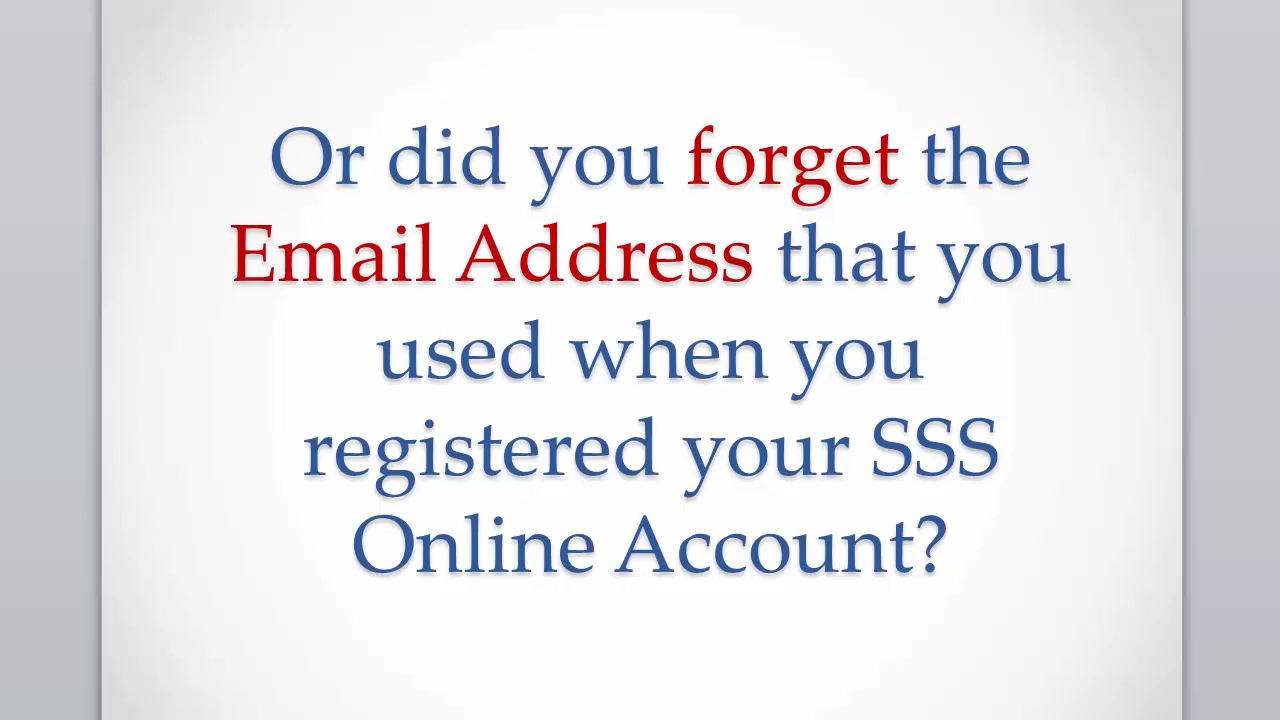 Or did you forget the
Email Address that you
used when you
registered your SSS
Online Account?